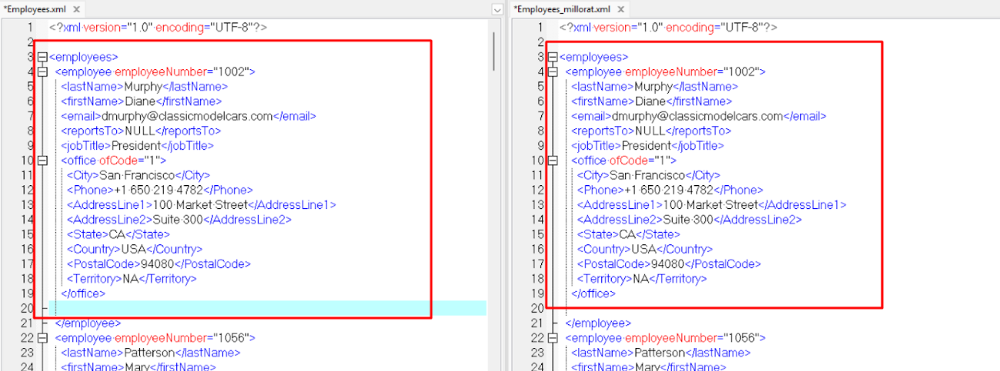 *Employees.xml
1 <?xml version="1.0" encoding="UTF-8"?>
2
3 <employees>
4 <employee employeeNumber="1002">
5 <lastName>Murphy</lastName>
6 <firstName>Diane</firstName>
7 <email>dmurphy@classicmodelcars.com</email>
8 <reportsTo>NULL</reportsTo>
9 <jobTitle>President</jobTitle>
10 <office ofCode="1">
11 <City>San Francisco</City>
12 <Phone>+1 650 219 4782</Phone>
13 <AddressLine1>100 Market Street</AddressLine1>
14 <AddressLine2>Suite 300</AddressLine2>
15 <State>CA</State>
16 <Country>USA</Country>
17 <PostalCode>94080</PostalCode>
18 <Territory>NA</Territory>
19 </office>
20
21 </employee>
22 <employee employeeNumber="1056">
23 <lastName>Patterson</lastName>
24 <firstName>Mary</firstName>
*Employees_millorat.xml
1 <?xml version="1.0" encoding="UTF-8"?>
2
3 <employees>
4 <employee employeeNumber="1002">
5 <lastName>Murphy</lastName>
6 <firstName>Diane</firstName>
7 <email>dmurphy@classicmodelcars.com</email>
8 <reportsTo>NULL</reportsTo>
9 <jobTitle>President</jobTitle>
10 <office ofCode="1">
11 <City>San Francisco</City>
12 <Phone>+1 650 219 4782</Phone>
13 <AddressLine1>100 Market Street</AddressLine1>
14 <AddressLine2>Suite 300</AddressLine2>
15 <State>CA</State>
16 <Country>USA</Country>
17 <PostalCode>94080</PostalCode>
18 <Territory>NA</Territory>
19 </office>
20
21 </employee>
22 <employee employeeNumber="1056">
23 <lastName>Patterson</lastName>
24 <firstName>Mary</firstName>